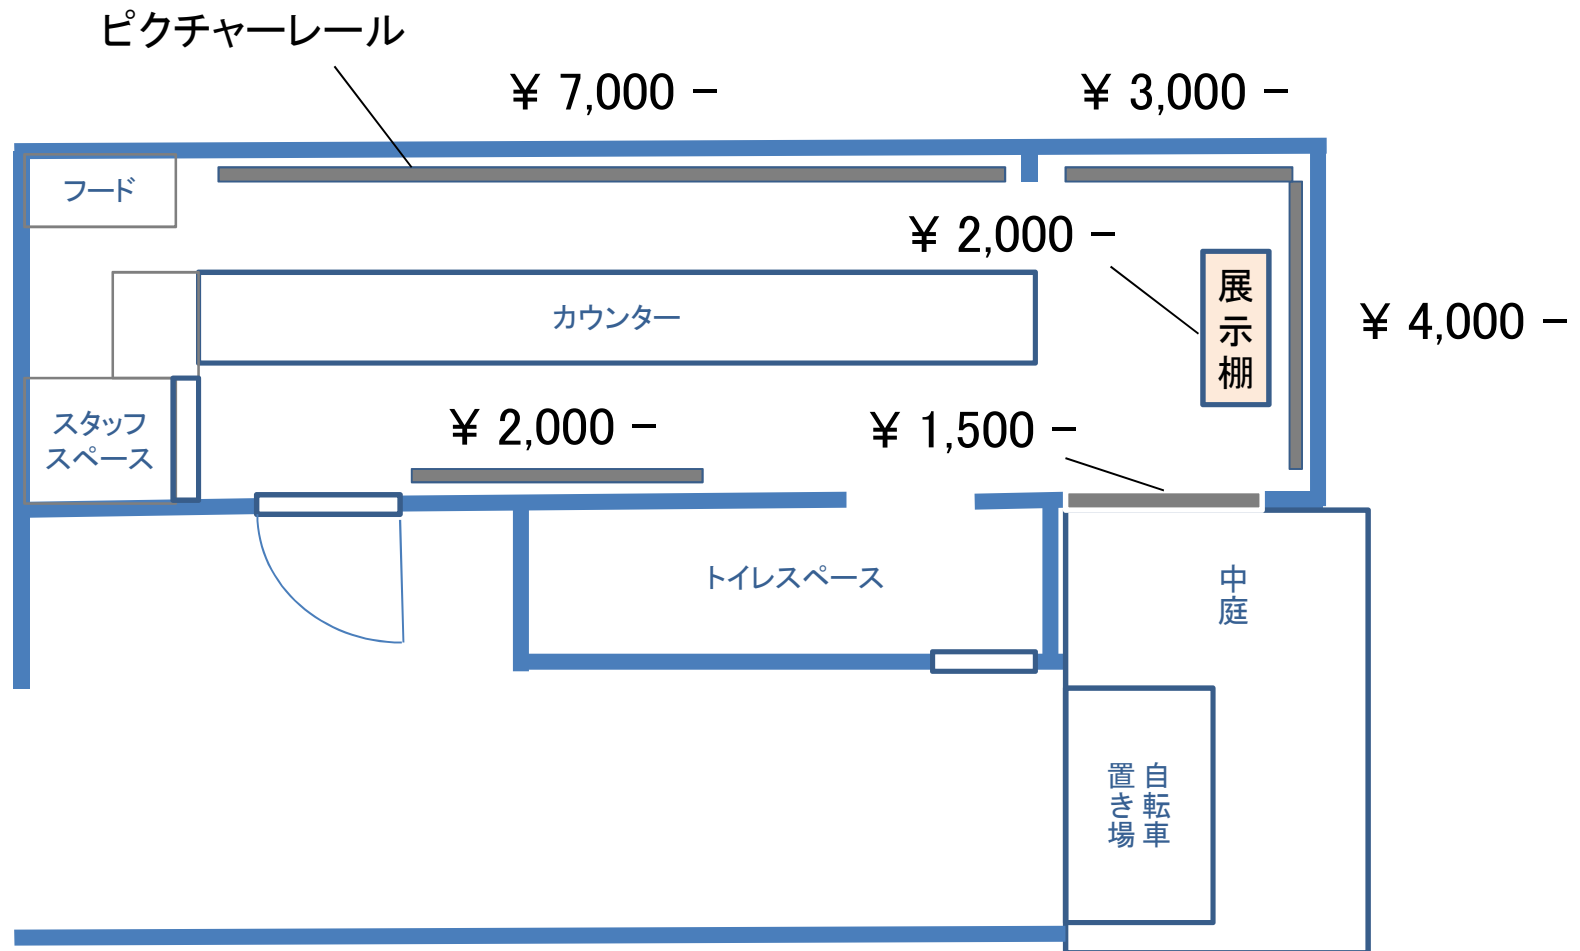 ピクチャーレール
¥ 7,000 −
¥ 3,000 −
フード
¥ 2,000 −
展示棚
カウンター
¥ 4,000 −
スタッフ
スペース
¥ 2,000 −
¥ 1,500 −
トイレスペース
中庭
自転車
置き場